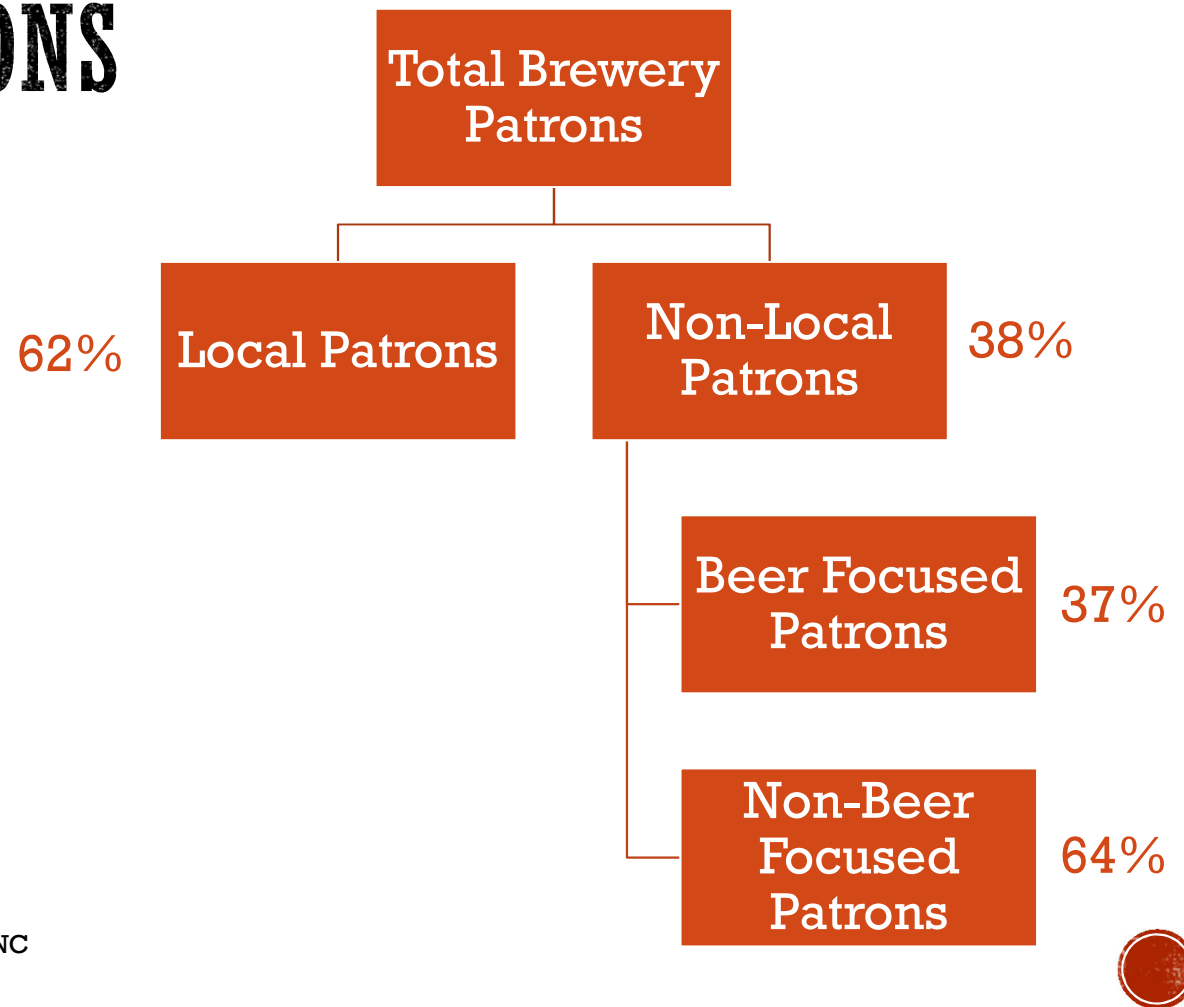 ONS
Total Brewery
Patrons
62%
Local Patrons
Non-Local
Patrons
38%
Beer Focused
Patrons
37%
Non-Beer
Focused
Patrons
64%
NC